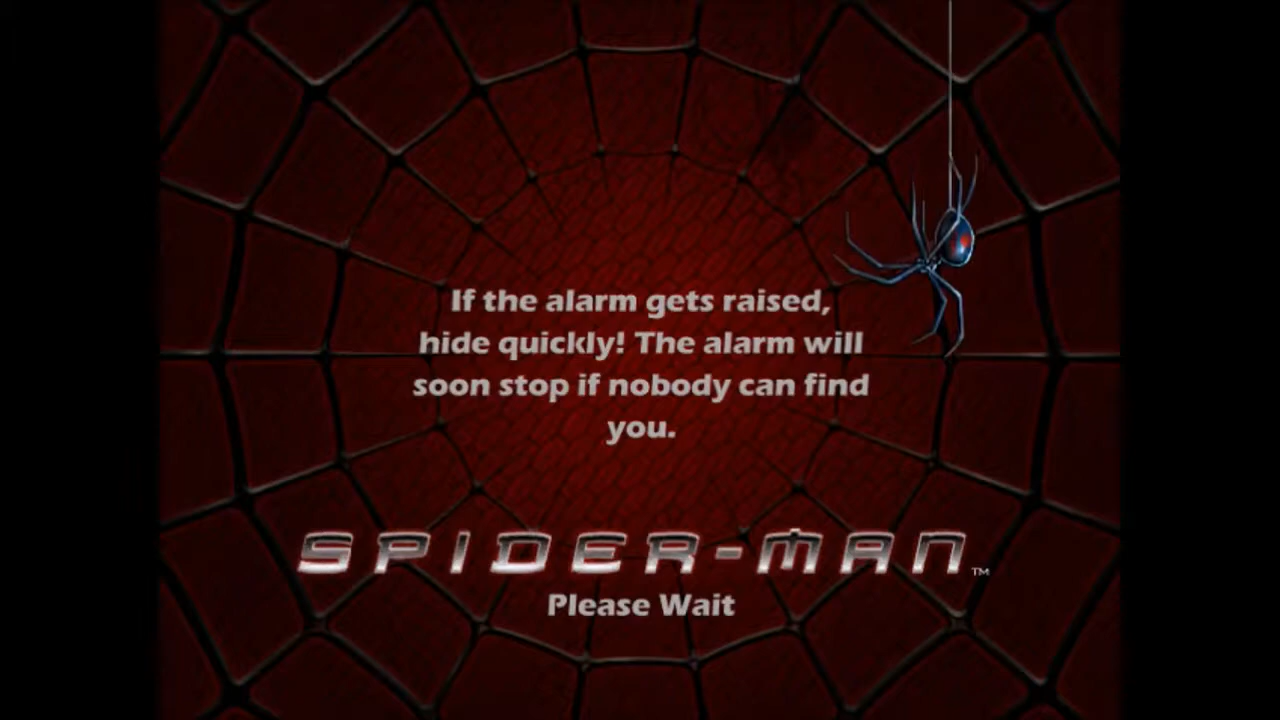 If the alarm gets raised,
hide quickly! The alarm will
soon stop if nobody can find
you.
SPIDER-MAN™
Please Wait